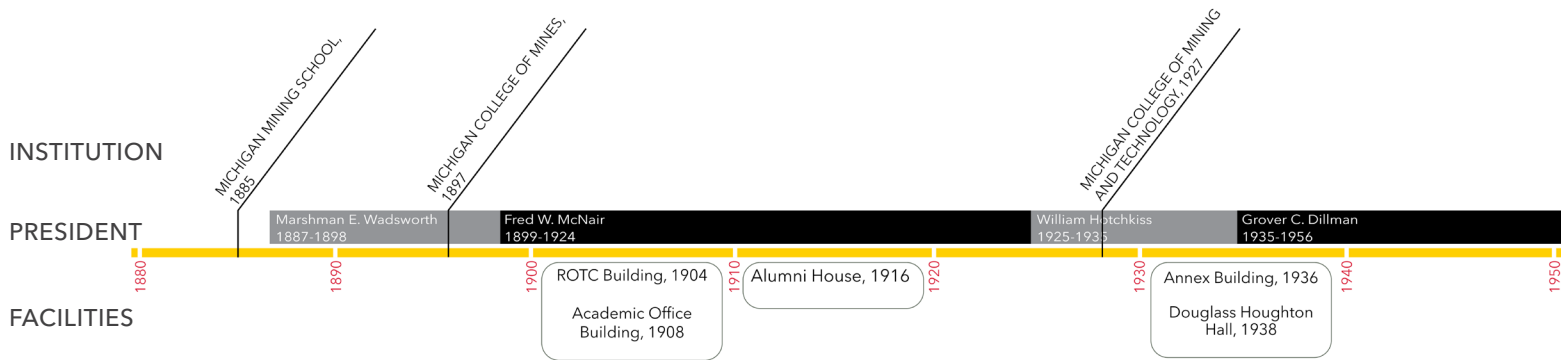 MICHIGAN MINING SCHOOL,
1885
MICHIGAN COLLEGE OF MINES,
1897
MICHIGAN COLLEGE OF MINING
AND TECHNOLOGY, 1927
INSTITUTION
PRESIDENT
Marshman E. Wadsworth
1887-1898
Fred W. McNair
1899-1924
William Hotchkiss
1925-1935
Grover C. Dillman
1935-1956
1880
1890
1900
1910
1920
1930
1940
1950
FACILITIES
ROTC Building, 1904
Academic Office
Building, 1908
Alumni House, 1916
Annex Building, 1936
Douglass Houghton
Hall, 1938